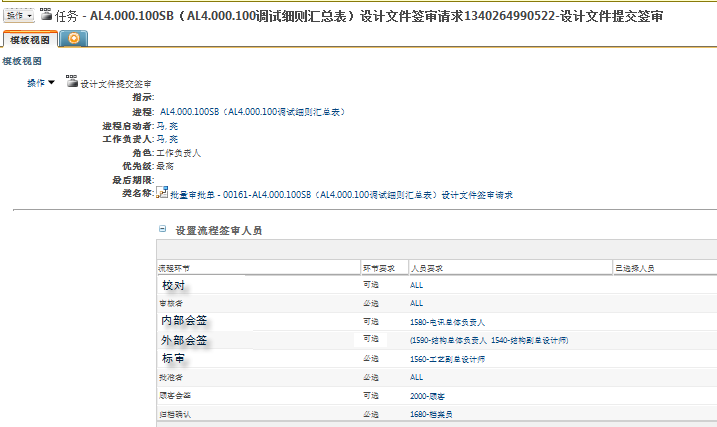 操作 任务 - AL4.000.100SB（AL4.000.100调试细则汇总表）设计文件签审请求1340264990522-设计文件提交签审
模板视图
模板视图
操作 设计文件提交签审
指示:
进程: AL4.000.100SB（AL4.000.100调试细则汇总表）
进程启动者: 马, 亮
工作负责人: 马, 亮
角色: 工作负责人
优先级: 最高
最后期限:
类名称: 批量审批单 - 00161-AL4.000.100SB（AL4.000.100调试细则汇总表）设计文件签审请求
设置流程签审人员
流程环节 环节要求 人员要求 已选择人员
校对 可选 ALL
审核者 必选 ALL
内部会签 可选 1580-电讯总体负责人
外部会签 可选 (1590-结构总体负责人 1540-结构副总设计师)
标审 必选 1560-工艺副总设计师
批准者 必选 ALL
顾客会签 可选 2000-顾客
归档确认 必选 1680-档案员